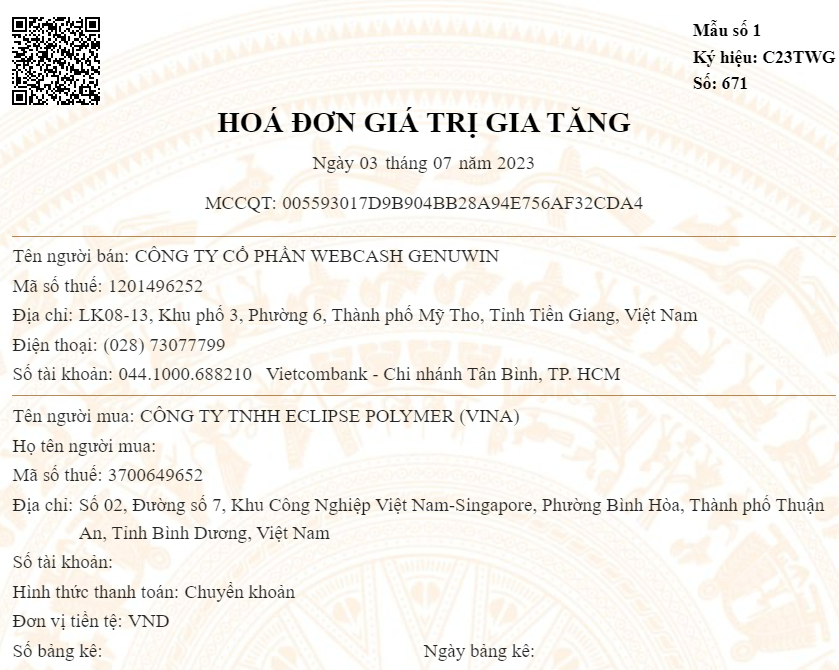 Mẫu số 1
Ký hiệu: C23TWG
Số: 671
HOÁ ĐƠN GIÁ TRỊ GIA TĂNG
Ngày 03 tháng 07 năm 2023
MCCQT: 005593017D9B904BB28A94E756AF32CDA4
Tên người bán: CÔNG TY CỔ PHẦN WEBCASH GENUWIN
Mã số thuế: 1201496252
Địa chỉ: LK08-13, Khu phố 3, Phường 6, Thành phố Mỹ Tho, Tỉnh Tiền Giang, Việt Nam
Điện thoại: (028) 73077799
Số tài khoản: 044.1000.688210 Vietcombank - Chi nhánh Tân Bình, TP. HCM
Tên người mua: CÔNG TY TNHH ECLIPSE POLYMER (VINA)
Họ tên người mua:
Mã số thuế: 3700649652
Địa chỉ: Số 02, Đường số 7, Khu Công Nghiệp Việt Nam-Singapore, Phường Bình Hòa, Thành phố Thuận
An, Tỉnh Bình Dương, Việt Nam
Số tài khoản:
Hình thức thanh toán: Chuyển khoản
Đơn vị tiền tệ: VND
Số bảng kê: Ngày bảng kê: